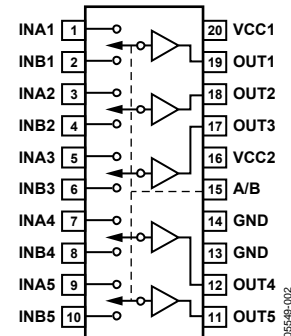 INA1 1 20 VCC1
INB1 2 19 OUT1
INA2 3 18 OUT2
INB2 4 17 OUT3
INA3 5 16 VCC2
INB3 6 15 A/B
INA4 7 14 GND
INB4 8 13 GND
INA5 9 12 OUT4
INB5 10 11 OUT5
05549-002